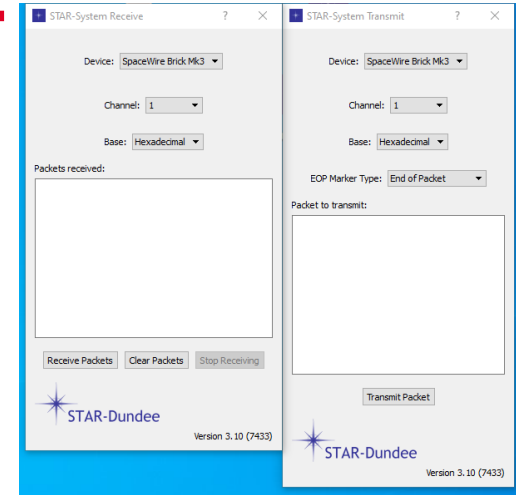 STAR-System Receive
Device: SpaceWire Brick Mk3
Channel: 1
Base: Hexadecimal
Packets received:
Receive Packets Clear Packets Stop Receiving
STAR-Dundee
Version 3.10 (7433)
STAR-System Transmit
Device: SpaceWire Brick Mk3
Channel: 1
Base: Hexadecimal
EOP Marker Type: End of Packet
Packet to transmit:
Transmit Packet
STAR-Dundee
Version 3.10 (7433)